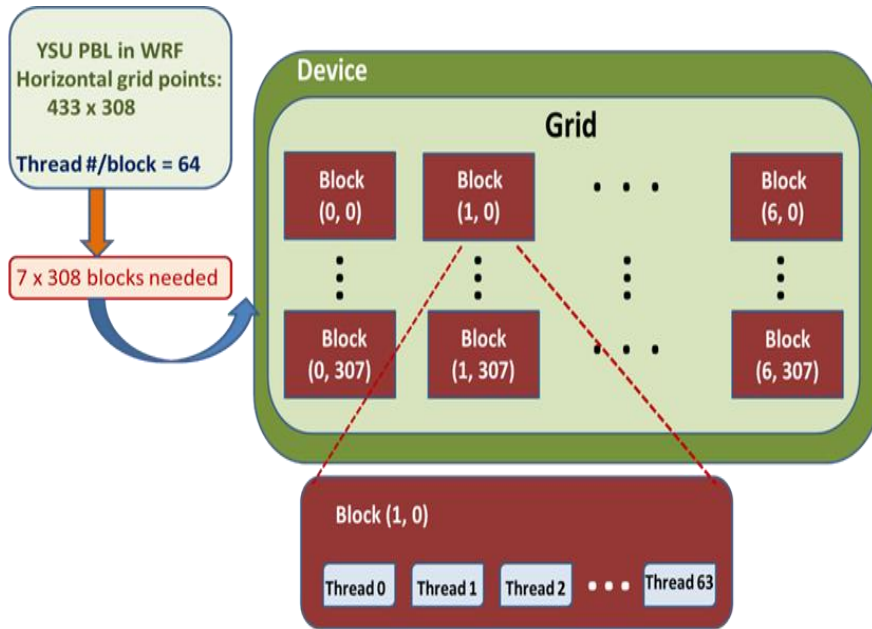 YSU PBL in WRF
Horizontal grid points:
433 x 308
Thread #/block = 64
7 x 308 blocks needed
Device
Grid
Block
(0, 0)
Block
(1, 0)
. . .
Block
(6, 0)
Block
(0, 307)
Block
(1, 307)
. . .
Block
(6, 307)
Block (1, 0)
Thread 0
Thread 1
Thread 2
...
Thread 63